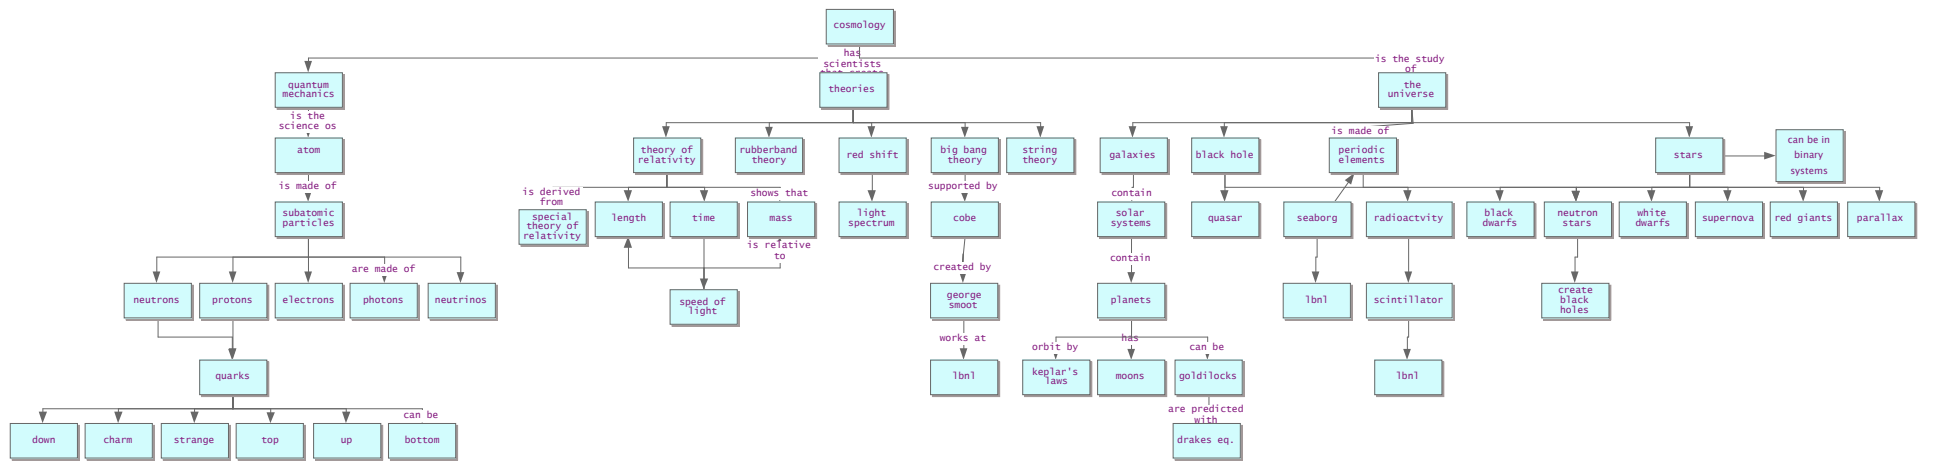 cosmology
has
scientists
that create
is the study
of
quantum
mechanics
theories
the
universe
is the
science os
is made of
atom
theory of
relativity
rubberband
theory
red shift
big bang
theory
string
theory
galaxies
black hole
periodic
elements
stars
can be in
binary
systems
is made of
is derived
from
shows that
supported by
contain
subatomic
particles
special
theory of
relativity
length
time
mass
light
spectrum
cobe
solar
systems
quasar
seaborg
radioactvity
black
dwarfs
neutron
stars
white
dwarfs
supernova
red giants
parallax
is relative
to
are made of
created by
contain
neutrons
protons
electrons
photons
neutrinos
speed of
light
george
smoot
planets
lbnl
scintillator
create
black
holes
works at
orbit by
has
can be
quarks
lbnl
keplar's
laws
moons
goldilocks
lbnl
can be
are predicted
with
down
charm
strange
top
up
bottom
drakes eq.